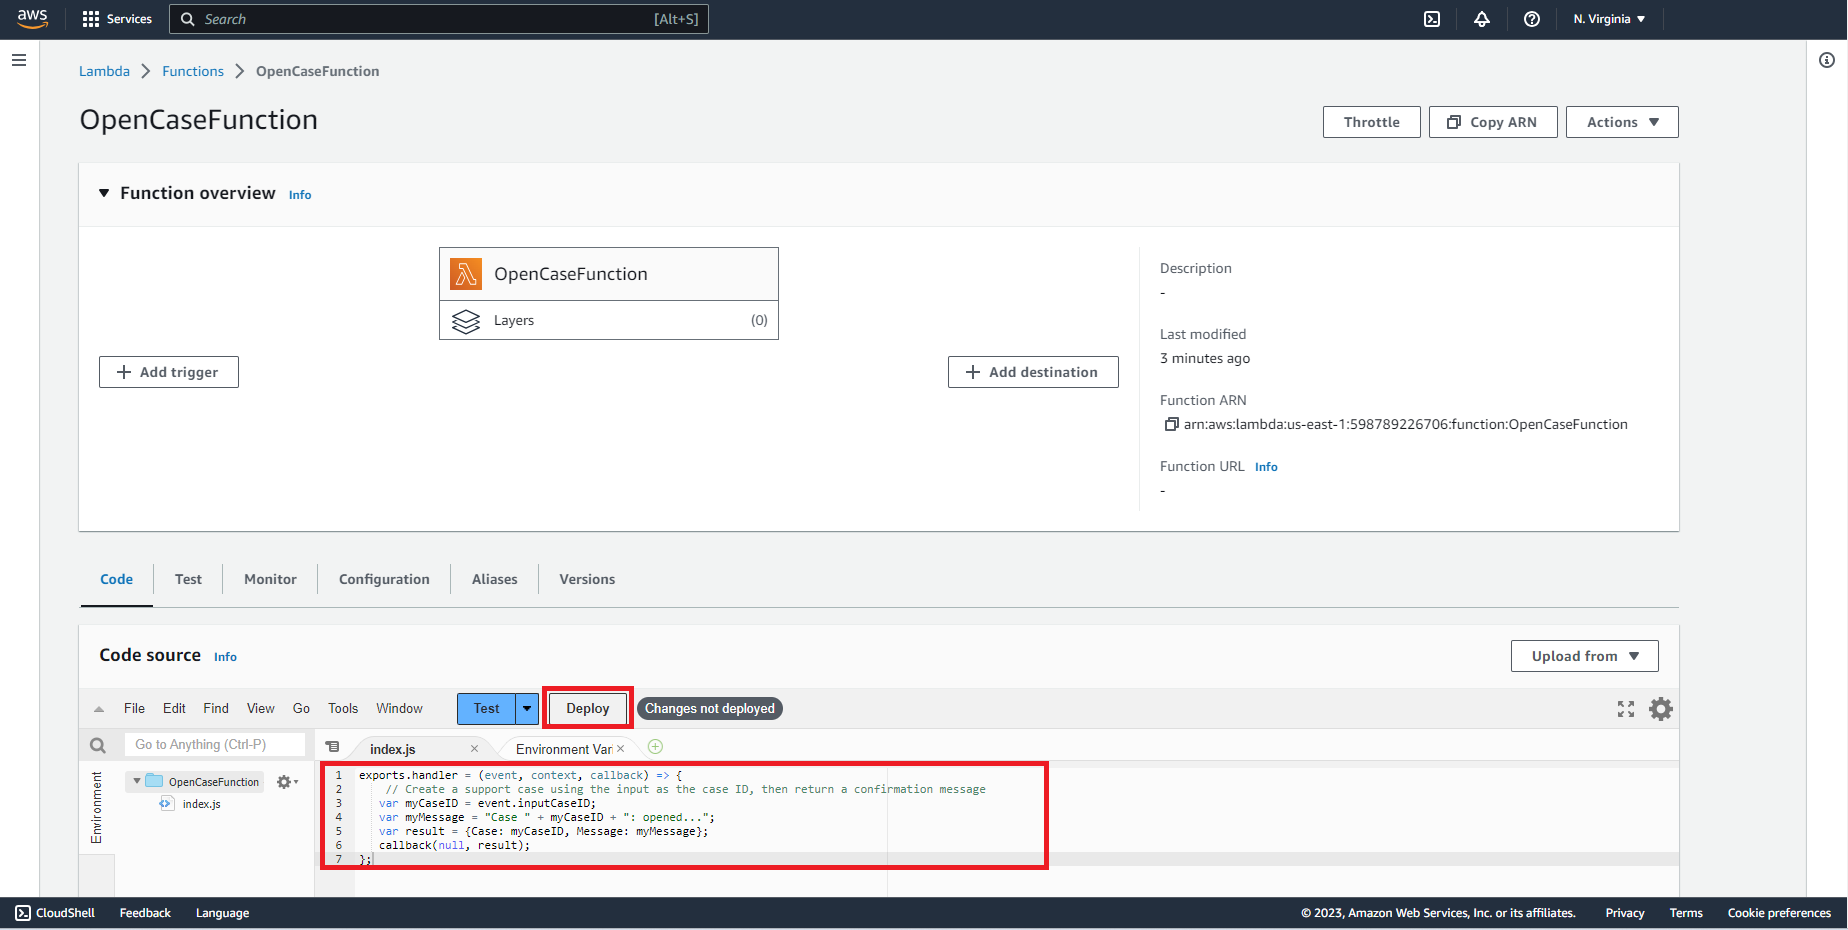 aws
Services
Search
[Alt+S]
N. Virginia
Lambda
Functions
OpenCaseFunction
OpenCaseFunction
Throttle
Copy ARN
Actions
Function overview Info
OpenCaseFunction
Layers
(0)
Add trigger
Add destination
Description
-
Last modified
3 minutes ago
Function ARN
arn:aws:lambda:us-east-1:598789226706:function:OpenCaseFunction
Function URL Info
-
Code
Test
Monitor
Configuration
Aliases
Versions
Code source Info
Upload from
File Edit Find View Go Tools Window
Test
Deploy
Changes not deployed
Go to Anything (Ctrl-P)
index.js
Environment Vari
Environment
OpenCaseFunction
index.js
1 exports.handler = (event, context, callback) => {
2 // Create a support case using the input as the case ID, then return a confirmation message
3 var myCaseID = event.inputCaseID;
4 var myMessage = "Case " + myCaseID + ": opened...";
5 var result = {Case: myCaseID, Message: myMessage};
6 callback(null, result);
7 };
CloudShell
Feedback
Language
© 2023, Amazon Web Services, Inc. or its affiliates.
Privacy
Terms
Cookie preferences